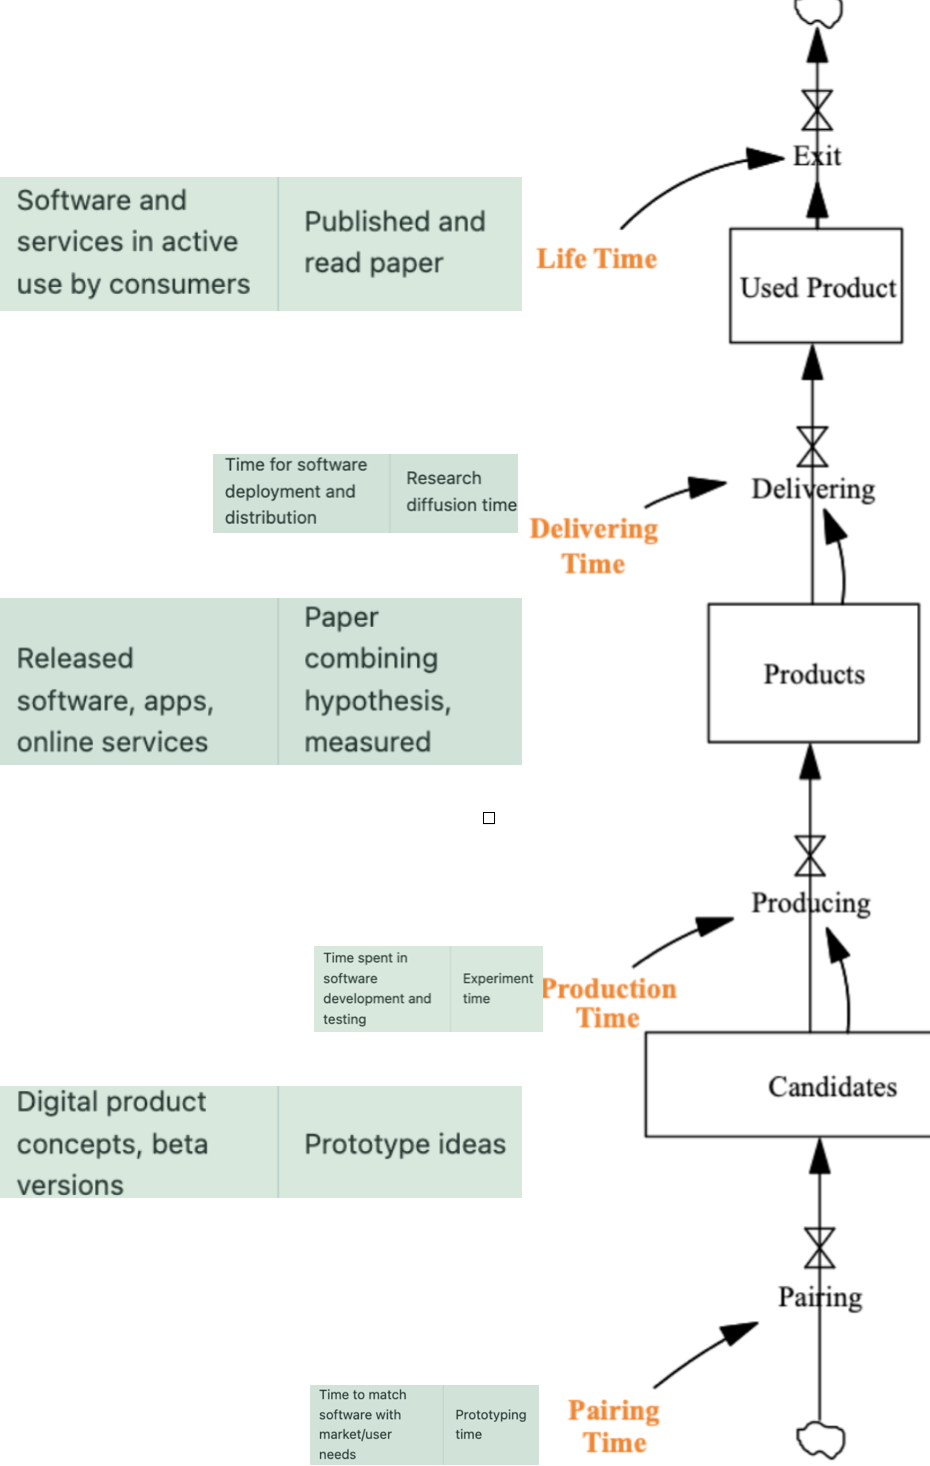 Exit
Software and
services in active
use by consumers
Published and
read paper
Life Time
Used Product
Time for software
deployment and
distribution
Research
diffusion time
Delivering
Delivering
Time
Released
software, apps,
online services
Paper
combining
hypothesis,
measured
Products
Producing
Time spent in
software
development and
testing
Experiment
time
Production
Time
Digital product
concepts, beta
versions
Prototype ideas
Candidates
Pairing
Time to match
software with
market/user
needs
Prototyping
time
Pairing
Time